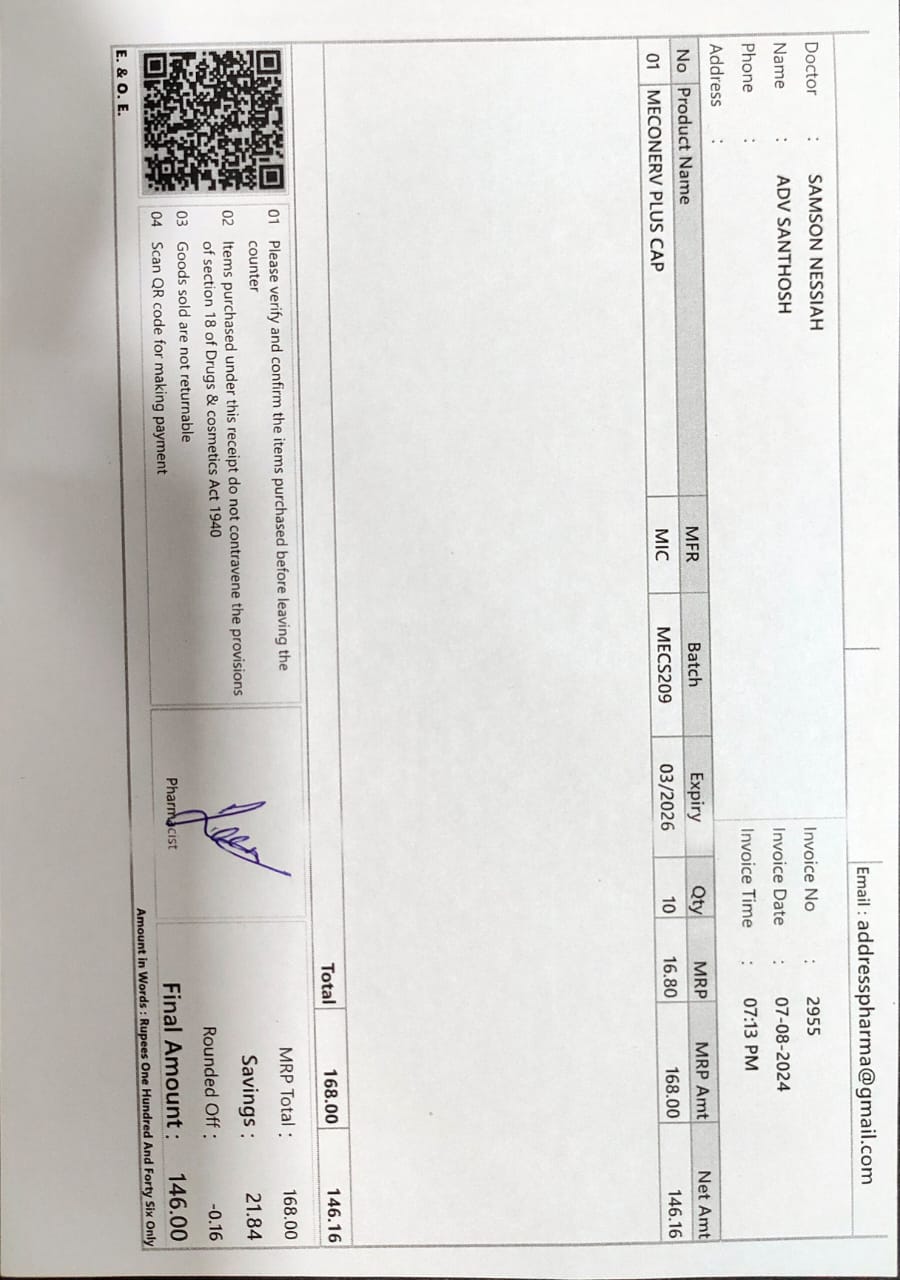 Email : addresspharma@gmail.com
Doctor : SAMSON NESSIAH
Name : ADV SANTHOSH
Phone :
Address :
Invoice No : 2955
Invoice Date : 07-08-2024
Invoice Time : 07:13 PM
No Product Name MFR Batch Expiry Qty MRP MRP Amt Net Amt
01 MECONERV PLUS CAP MIC MECS209 03/2026 10 16.80 168.00 146.16
Total 168.00 146.16
01 Please verify and confirm the items purchased before leaving the
counter
02 Items purchased under this receipt do not contravene the provisions
of section 18 of Drugs & cosmetics Act 1940
03 Goods sold are not returnable
04 Scan QR code for making payment
E. & O. E.
Pharmacist
MRP Total : 168.00
Savings : 21.84
Rounded Off : -0.16
Final Amount : 146.00
Amount in Words : Rupees One Hundred And Forty Six Only